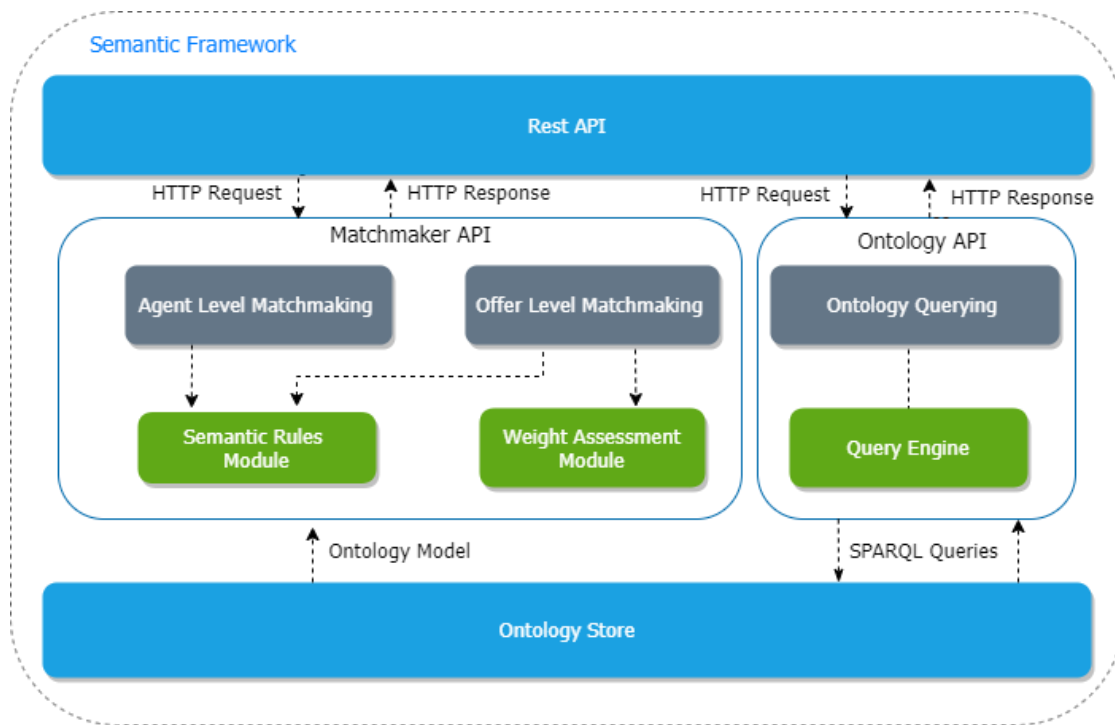 Semantic Framework
Rest API
HTTP Request
HTTP Response
HTTP Request
HTTP Response
Matchmaker API
Ontology API
Agent Level Matchmaking
Offer Level Matchmaking
Ontology Querying
Semantic Rules
Module
Weight Assessment
Module
Query Engine
Ontology Model
SPARQL Queries
Ontology Store